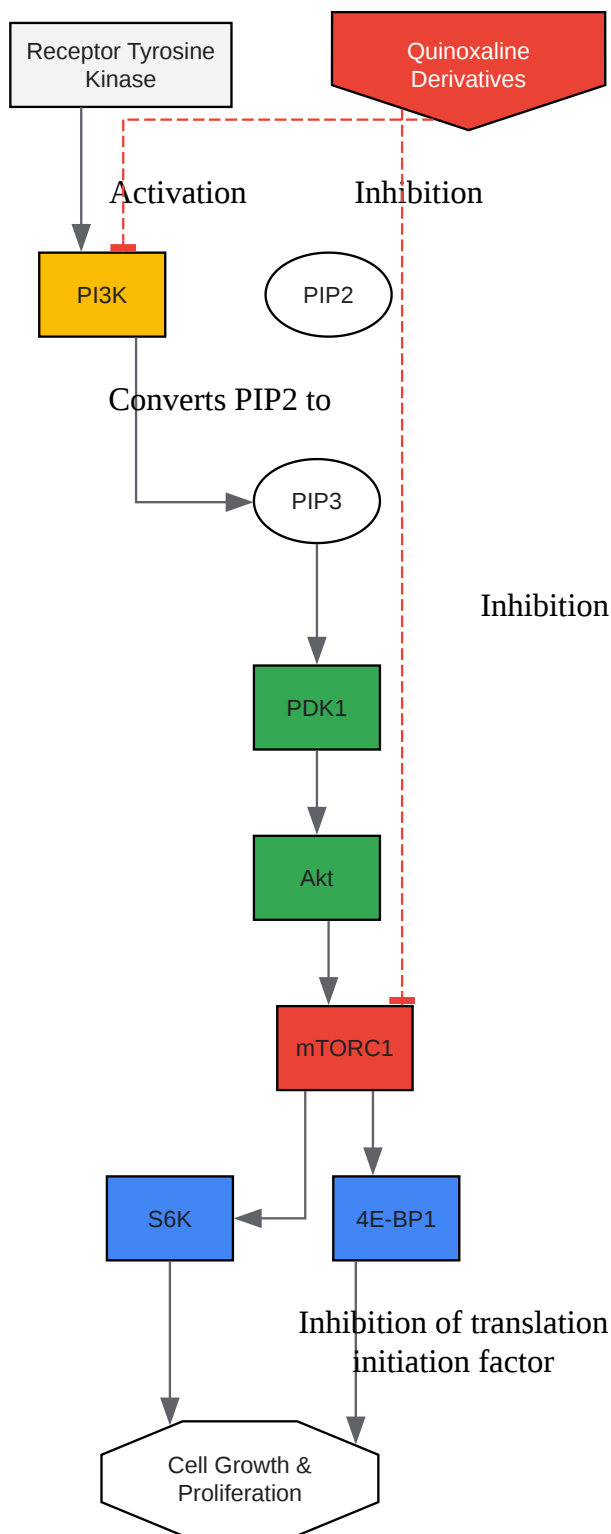 Receptor Tyrosine
Kinase
Quinoxaline
Derivatives
Activation
Inhibition
PI3K
PIP2
Converts PIP2 to
PIP3
Inhibition
PDK1
Akt
mTORC1
S6K
4E-BP1
Inhibition of translation
initiation factor
Cell Growth &
Proliferation